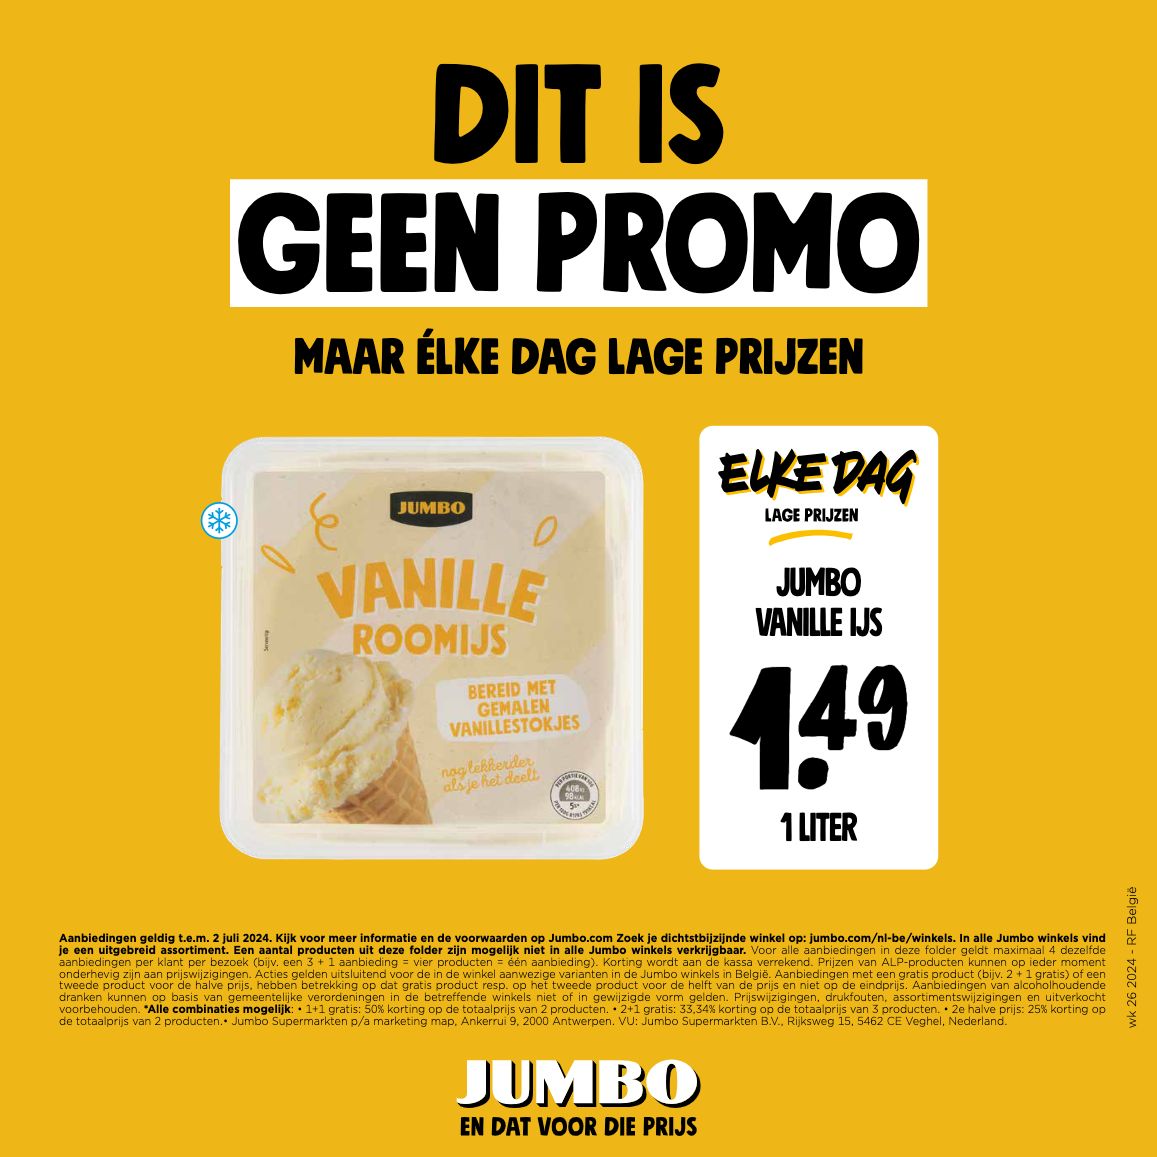 DIT IS
GEEN PROMO
MAAR ÉLKE DAG LAGE PRIJZEN
JUMBO
VANILLE
ROOMIJS
BEREID MET
GEMALEN
VANILLESTOKJES
nog lekkerder
als je het deelt
408 KJ
98 KCAL
5%*
ELKE DAG
LAGE PRIJZEN
JUMBO
VANILLE IJS
1.49
1 LITER
Aanbiedingen geldig t.e.m. 2 juli 2024. Kijk voor meer informatie en de voorwaarden op Jumbo.com Zoek je dichtstbijzijnde winkel op: jumbo.com/nl-be/winkels. In alle Jumbo winkels vind
je een uitgebreid assortiment. Een aantal producten uit deze folder zijn mogelijk niet in alle Jumbo winkels verkrijgbaar. Voor alle aanbiedingen in deze folder geldt maximaal 4 dezelfde
aanbiedingen per klant per bezoek (bijv. een 3 + 1 aanbieding = vier producten = één aanbieding). Korting wordt aan de kassa verrekend. Prijzen van ALP-producten kunnen op ieder moment
onderhevig zijn aan prijswijzigingen. Acties gelden uitsluitend voor de in de winkel aanwezige varianten in de Jumbo winkels in België. Aanbiedingen met een gratis product (bijv. 2 + 1 gratis) of een
tweede product voor de halve prijs, hebben betrekking op dat gratis product resp. op het tweede product voor de helft van de prijs en niet op de eindprijs. Aanbiedingen van alcoholhoudende
dranken kunnen op basis van gemeentelijke verordeningen in de betreffende winkels niet of in gewijzigde vorm gelden. Prijswijzigingen, drukfouten, assortimentswijzigingen en uitverkocht
voorbehouden. *Alle combinaties mogelijk: • 1+1 gratis: 50% korting op de totaalprijs van 2 producten. • 2+1 gratis: 33,34% korting op de totaalprijs van 3 producten. • 2e halve prijs: 25% korting op
de totaalprijs van 2 producten.• Jumbo Supermarkten p/a marketing map, Ankerrui 9, 2000 Antwerpen. VU: Jumbo Supermarkten B.V., Rijksweg 15, 5462 CE Veghel, Nederland.
wk 26 2024 - RF België
JUMBO
EN DAT VOOR DIE PRIJS